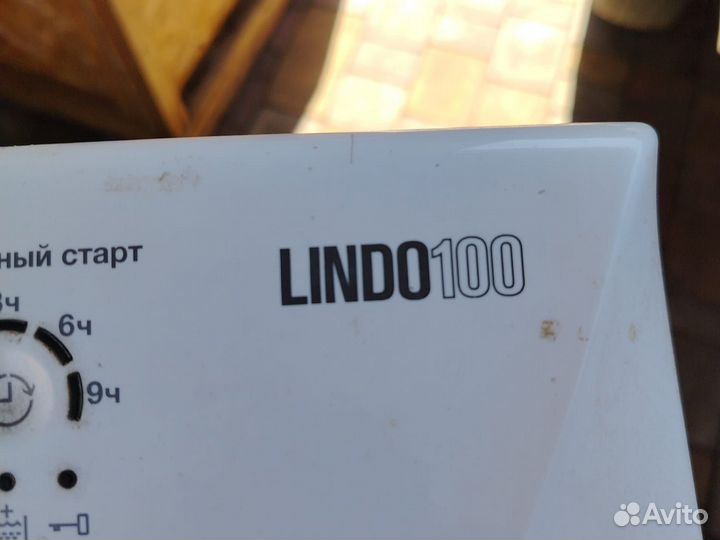 ный старт
LINDO100
6ч
9ч
Avito